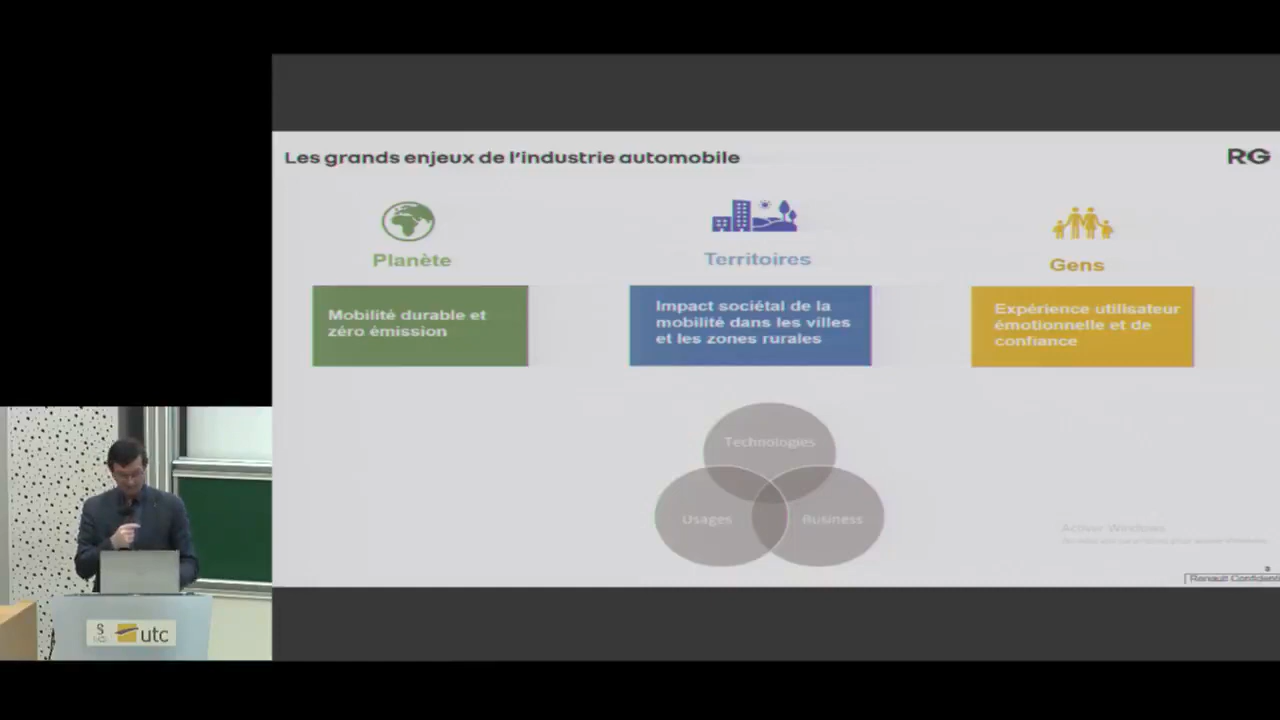 Les grands enjeux de l'industrie automobile
RG
Planète
Territoires
Gens
Mobilité durable et
zéro émission
Impact sociétal de la
mobilité dans les villes
et les zones rurales
Expérience utilisateur
émotionnelle et de
confiance
Technologies
Usages
Business
Activer Windows
Renault Confidenti
utc